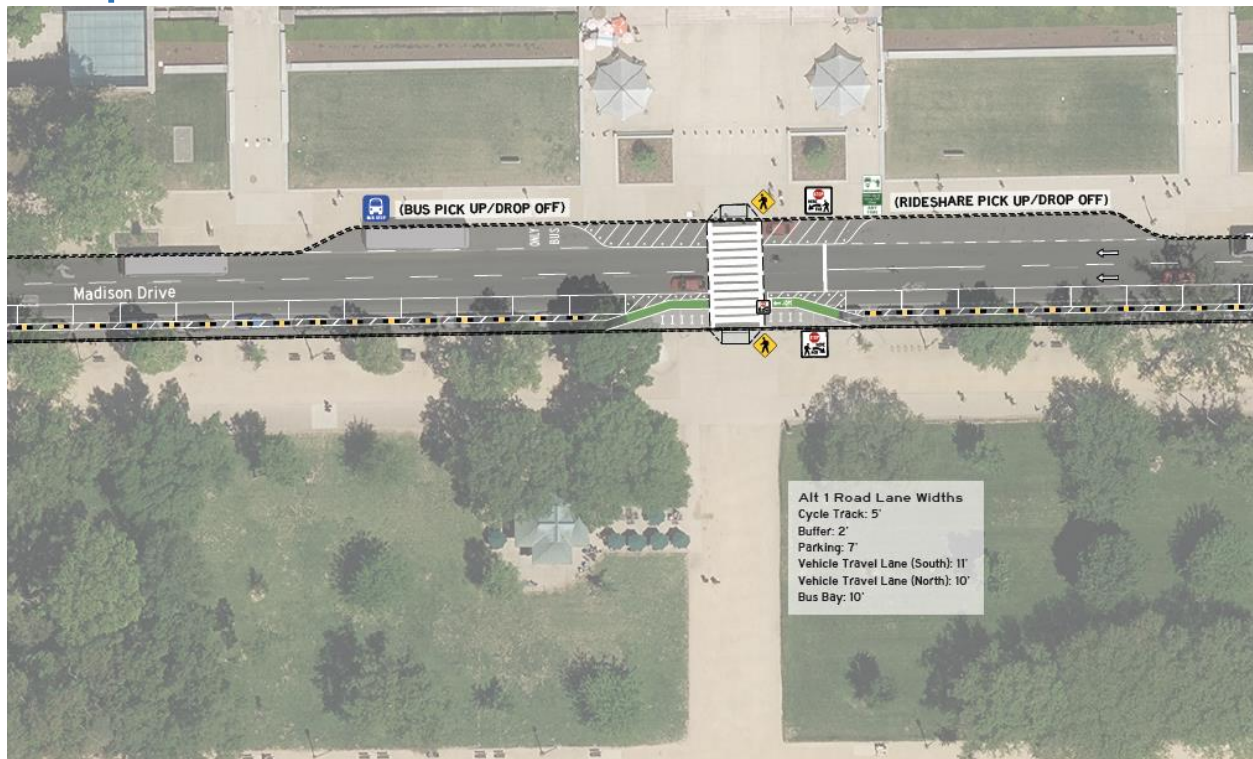 (BUS PICK UP/DROP OFF)
(RIDESHARE PICK UP/DROP OFF)
ONLY
BUS
Madison Drive
STOP
STOP
Alt 1 Road Lane Widths
Cycle Track: 5'
Buffer: 2'
Parking: 7'
Vehicle Travel Lane (South): 11'
Vehicle Travel Lane (North): 10'
Bus Bay: 10'